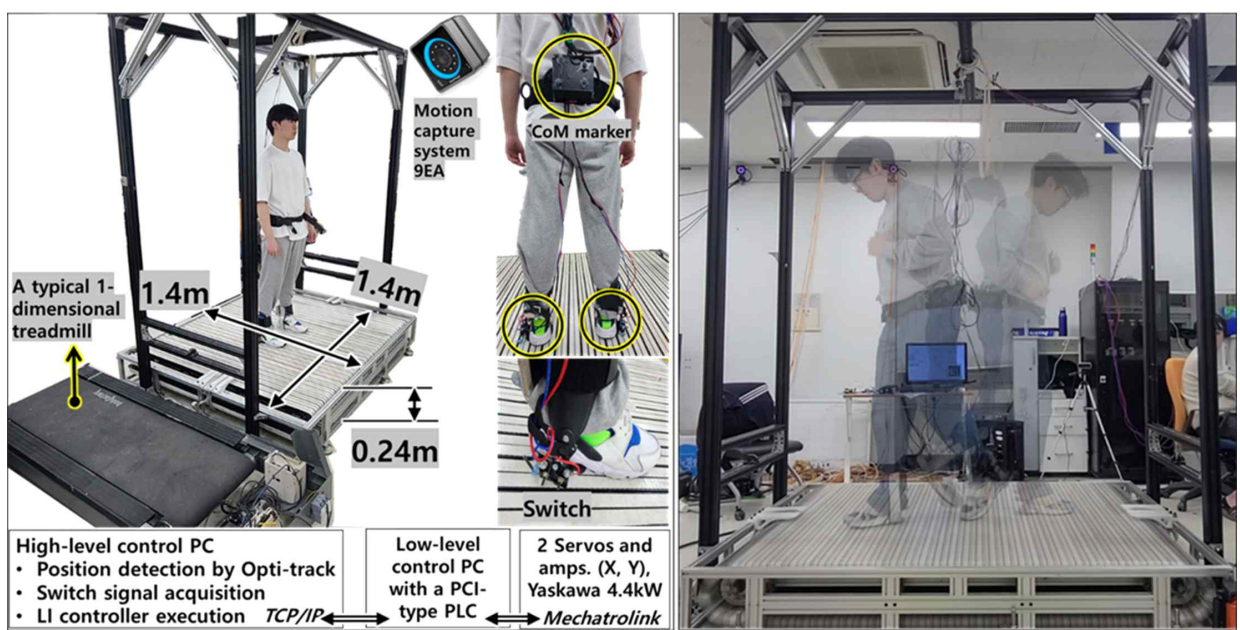 Motion
capture
system
9EA
CoM marker
A typical 1-
dimensional
treadmill
1.4m
1.4m
0.24m
Switch
High-level control PC
• Position detection by Opti-track
• Switch signal acquisition
• LI controller execution TCP/IP
Low-level
control PC
with a PCI-
type PLC
2 Servos and
amps. (X, Y),
Yaskawa 4.4kW
Mechatrolink